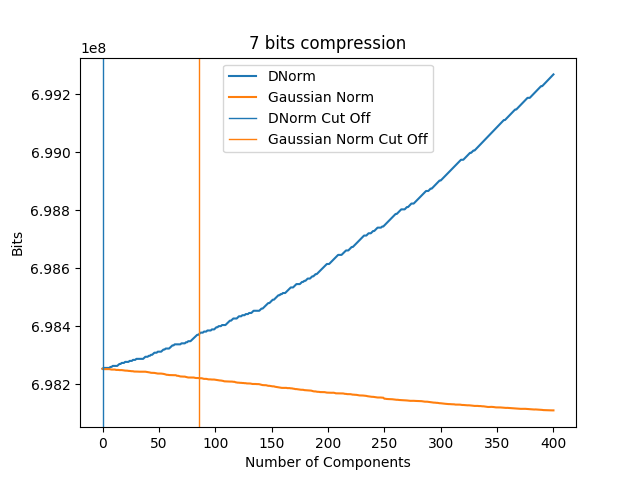 7 bits compression
1e8
DNorm
Gaussian Norm
DNorm Cut Off
Gaussian Norm Cut Off
6.992
6.990
6.988
6.986
6.984
6.982
Bits
0 50 100 150 200 250 300 350 400
Number of Components